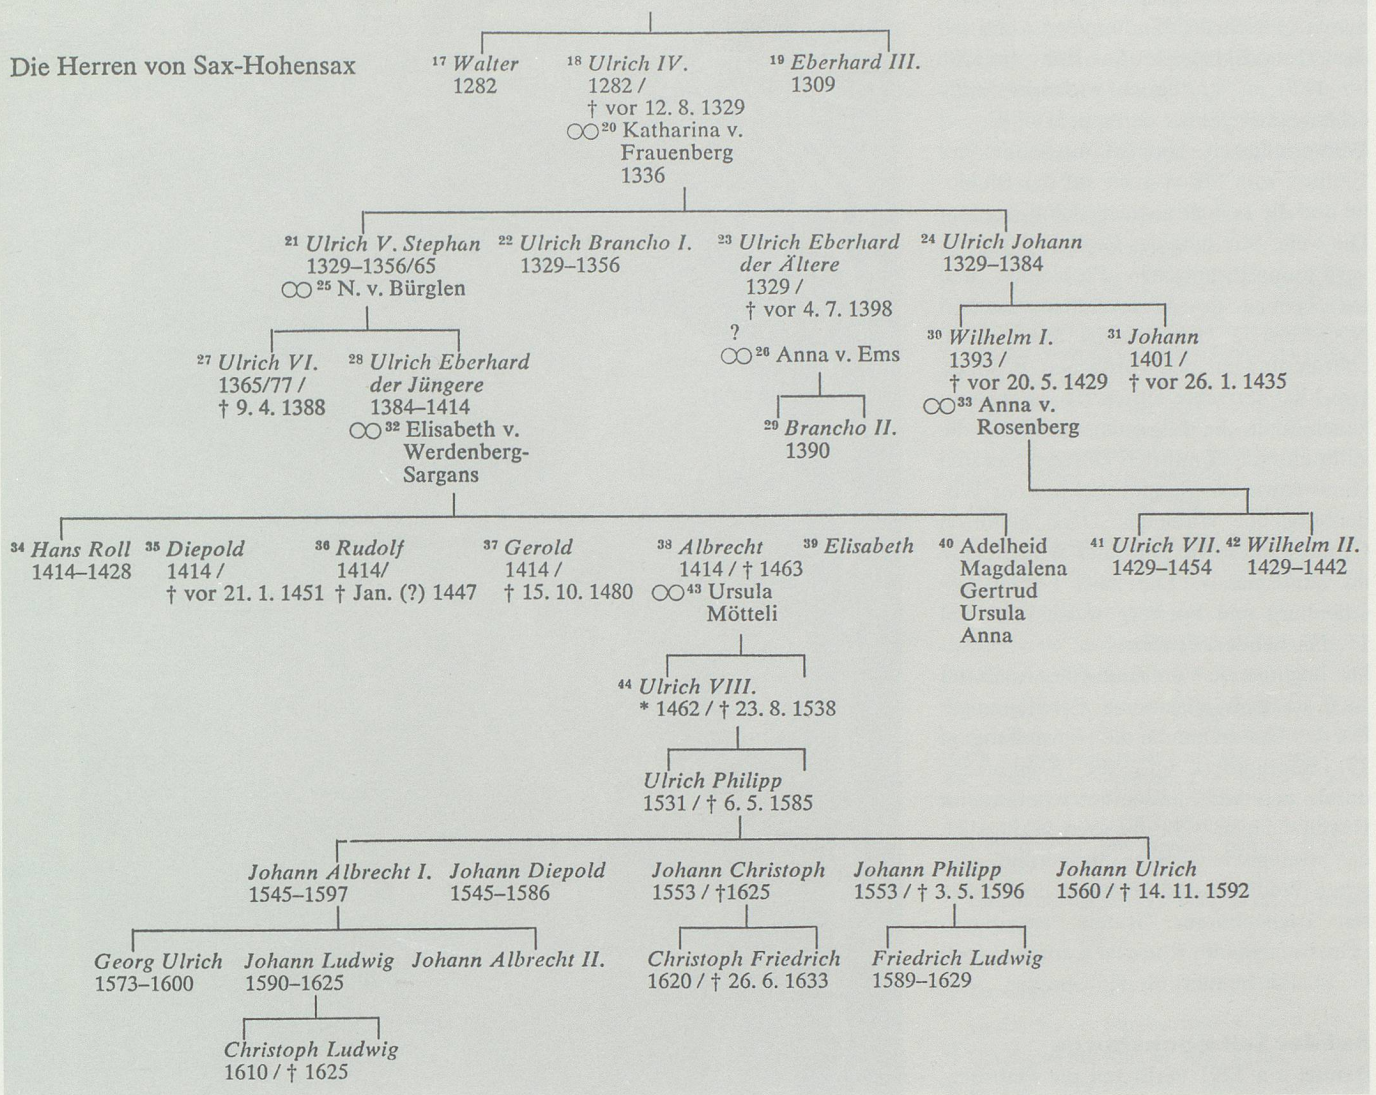 Die Herren von Sax-Hohensax
¹⁷ Walter
1282
¹⁸ Ulrich IV.
1282 /
† vor 12. 8. 1329
⚭ ²⁰ Katharina v.
Frauenberg
1336
¹⁹ Eberhard III.
1309
²¹ Ulrich V. Stephan
1329–1356/65
⚭ ²⁵ N. v. Bürglen
²² Ulrich Brancho I.
1329–1356
²³ Ulrich Eberhard
der Ältere
1329 /
† vor 4. 7. 1398
?
⚭ ²⁶ Anna v. Ems
²⁴ Ulrich Johann
1329–1384
²⁷ Ulrich VI.
1365/77 /
† 9. 4. 1388
²⁸ Ulrich Eberhard
der Jüngere
1384–1414
⚭ ³² Elisabeth v.
Werdenberg-
Sargans
²⁹ Brancho II.
1390
³⁰ Wilhelm I.
1393 /
† vor 20. 5. 1429
⚭ ³³ Anna v.
Rosenberg
³¹ Johann
1401 /
† vor 26. 1. 1435
³⁴ Hans Roll
1414–1428
³⁵ Diepold
1414 /
† vor 21. 1. 1451
³⁶ Rudolf
1414/
† Jan. (?) 1447
³⁷ Gerold
1414 /
† 15. 10. 1480
³⁸ Albrecht
1414 / † 1463
⚭ ⁴³ Ursula
Mötteli
³⁹ Elisabeth
⁴⁰ Adelheid
Magdalena
Gertrud
Ursula
Anna
⁴¹ Ulrich VII.
1429–1454
⁴² Wilhelm II.
1429–1442
⁴⁴ Ulrich VIII.
* 1462 / † 23. 8. 1538
Ulrich Philipp
1531 / † 6. 5. 1585
Johann Albrecht I.
1545–1597
Johann Diepold
1545–1586
Johann Christoph
1553 / †1625
Johann Philipp
1553 / † 3. 5. 1596
Johann Ulrich
1560 / † 14. 11. 1592
Georg Ulrich
1573–1600
Johann Ludwig
1590–1625
Johann Albrecht II.
Christoph Friedrich
1620 / † 26. 6. 1633
Friedrich Ludwig
1589–1629
Christoph Ludwig
1610 / † 1625